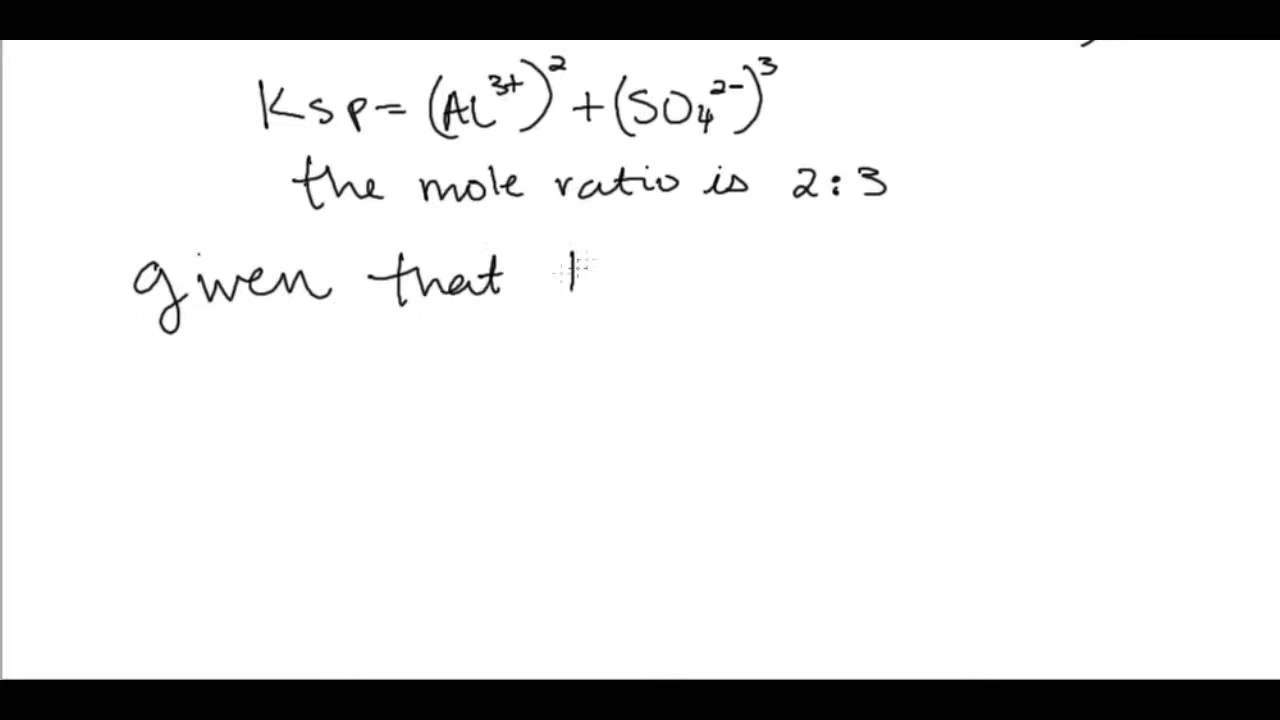 Ksp = (Al³⁺)² + (SO₄²⁻)³
the mole ratio is 2:3
given that